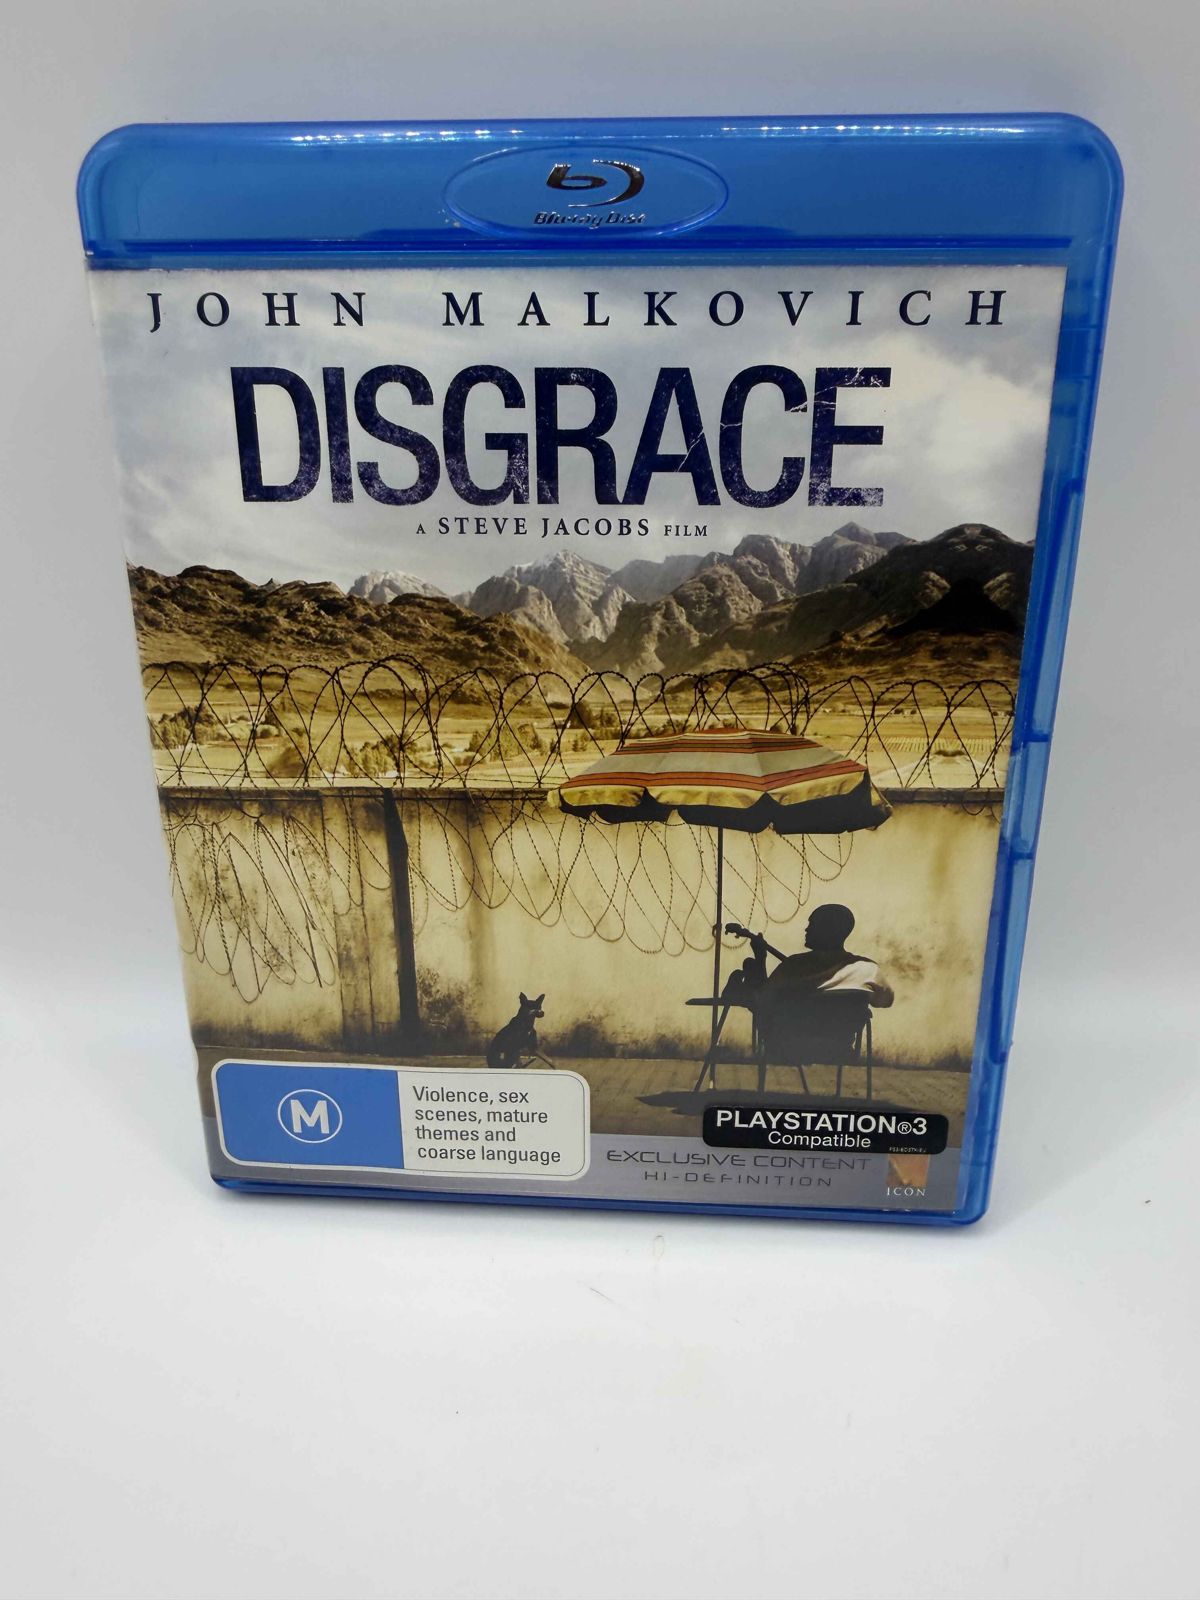 Blu-ray Disc
JOHN MALKOVICH
DISGRACE
A STEVE JACOBS FILM
M
Violence, sex
scenes, mature
themes and
coarse language
PLAYSTATION®3
Compatible
EXCLUSIVE CONTENT
HI-DEFINITION
ICON